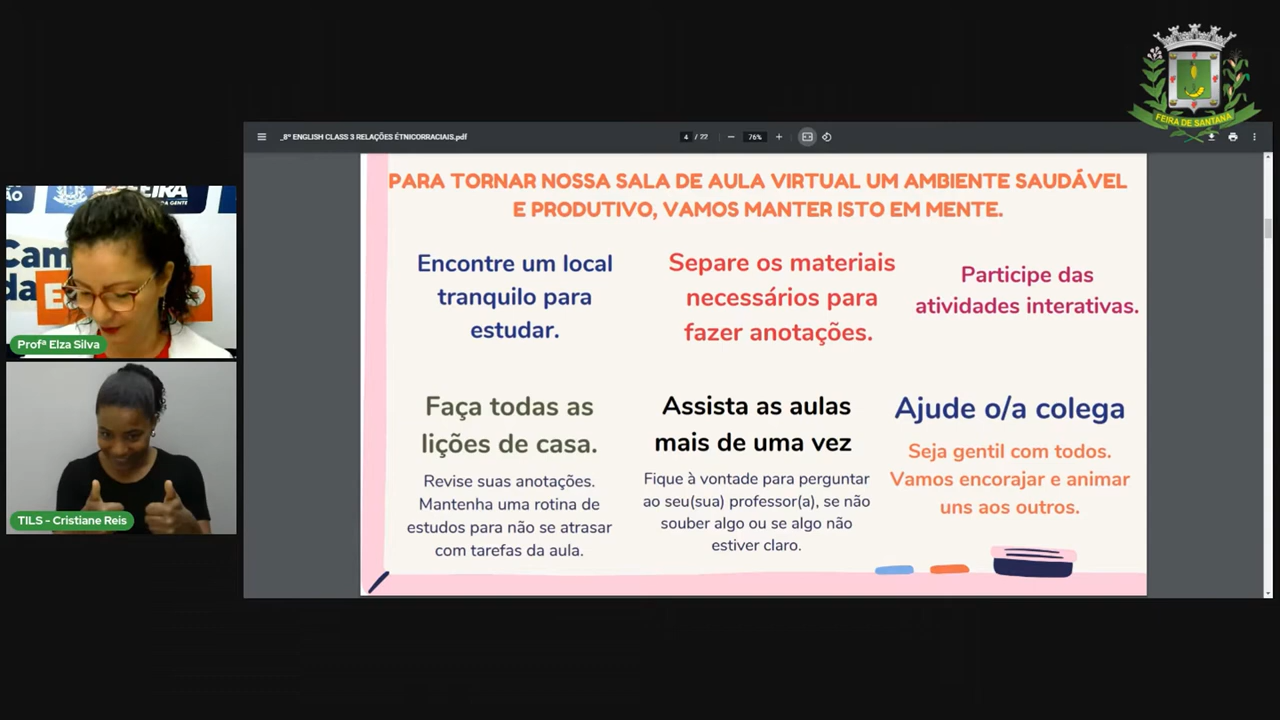 FEIRA DE SANTANA
_8º ENGLISH CLASS 3 RELAÇÕES ÉTNICORRACIAIS.pdf
4 / 22
76%
PARA TORNAR NOSSA SALA DE AULA VIRTUAL UM AMBIENTE SAUDÁVEL
E PRODUTIVO, VAMOS MANTER ISTO EM MENTE.
Encontre um local
tranquilo para
estudar.
Separe os materiais
necessários para
fazer anotações.
Participe das
atividades interativas.
Faça todas as
lições de casa.
Revise suas anotações.
Mantenha uma rotina de
estudos para não se atrasar
com tarefas da aula.
Assista as aulas
mais de uma vez
Fique à vontade para perguntar
ao seu(sua) professor(a), se não
souber algo ou se algo não
estiver claro.
Ajude o/a colega
Seja gentil com todos.
Vamos encorajar e animar
uns aos outros.
Profª Elza Silva
TILS - Cristiane Reis